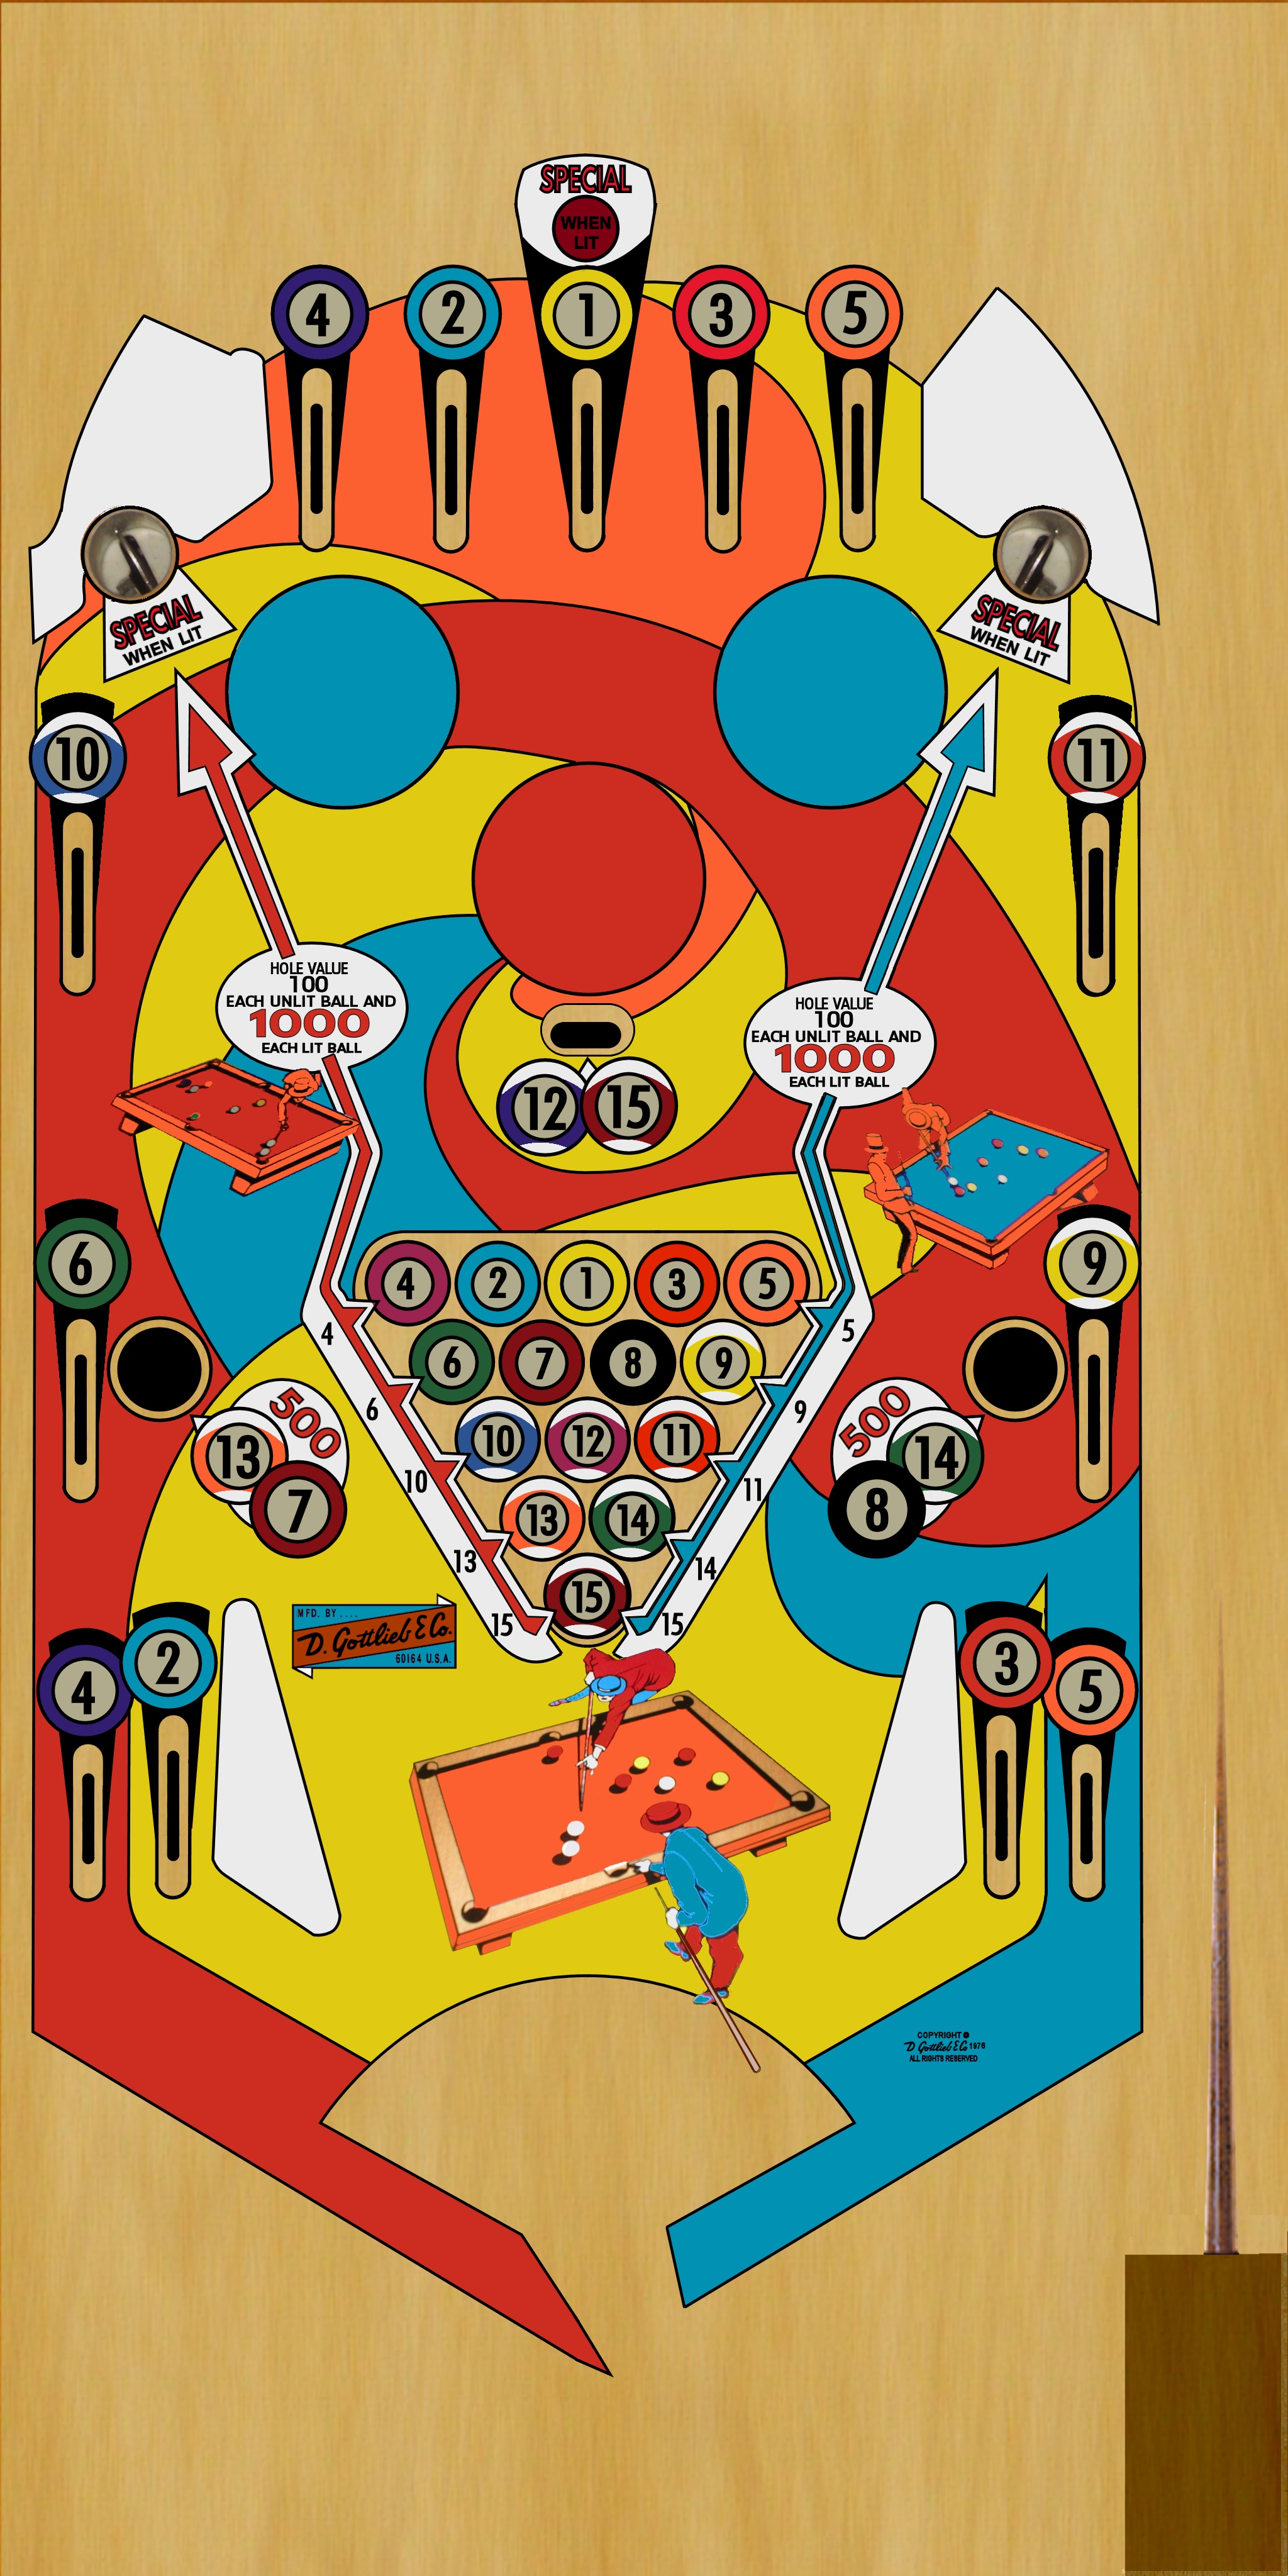 SPECIAL
WHEN
LIT
4 2 1 3 5
SPECIAL
WHEN LIT
SPECIAL
WHEN LIT
10
11
HOLE VALUE
100
EACH UNLIT BALL AND
1000
EACH LIT BALL
HOLE VALUE
100
EACH UNLIT BALL AND
1000
EACH LIT BALL
12 15
6
9
4 2 1 3 5
4
5
6 7 8 9
6
9
10 12 11
10
11
13 14
13
14
15
15
15
500
13
7
500
14
8
MFD. BY ....
D. Gottlieb & Co.
60164 U.S.A.
4 2
3 5
COPYRIGHT ©
D. Gottlieb & Co 1976
ALL RIGHTS RESERVED